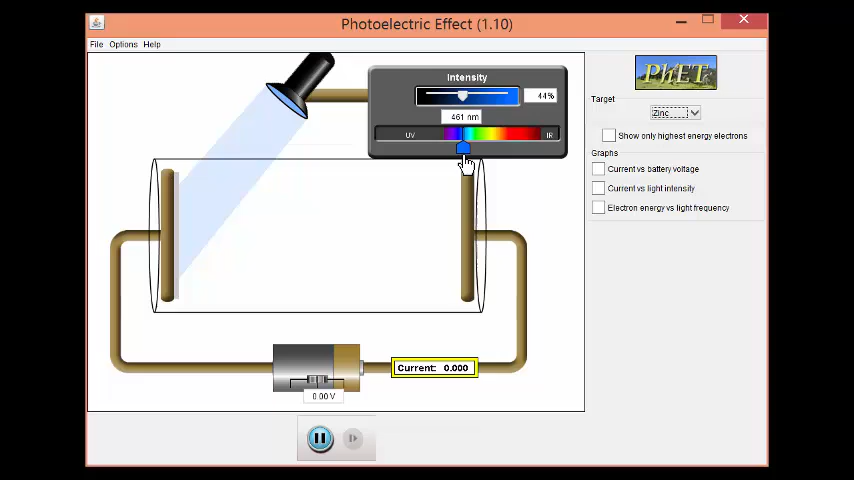 Photoelectric Effect (1.10)
File Options Help
Intensity
44%
461 nm
UV
IR
PhET
Target
Zinc
Show only highest energy electrons
Graphs
Current vs battery voltage
Current vs light intensity
Electron energy vs light frequency
Current: 0.000
0.00 V